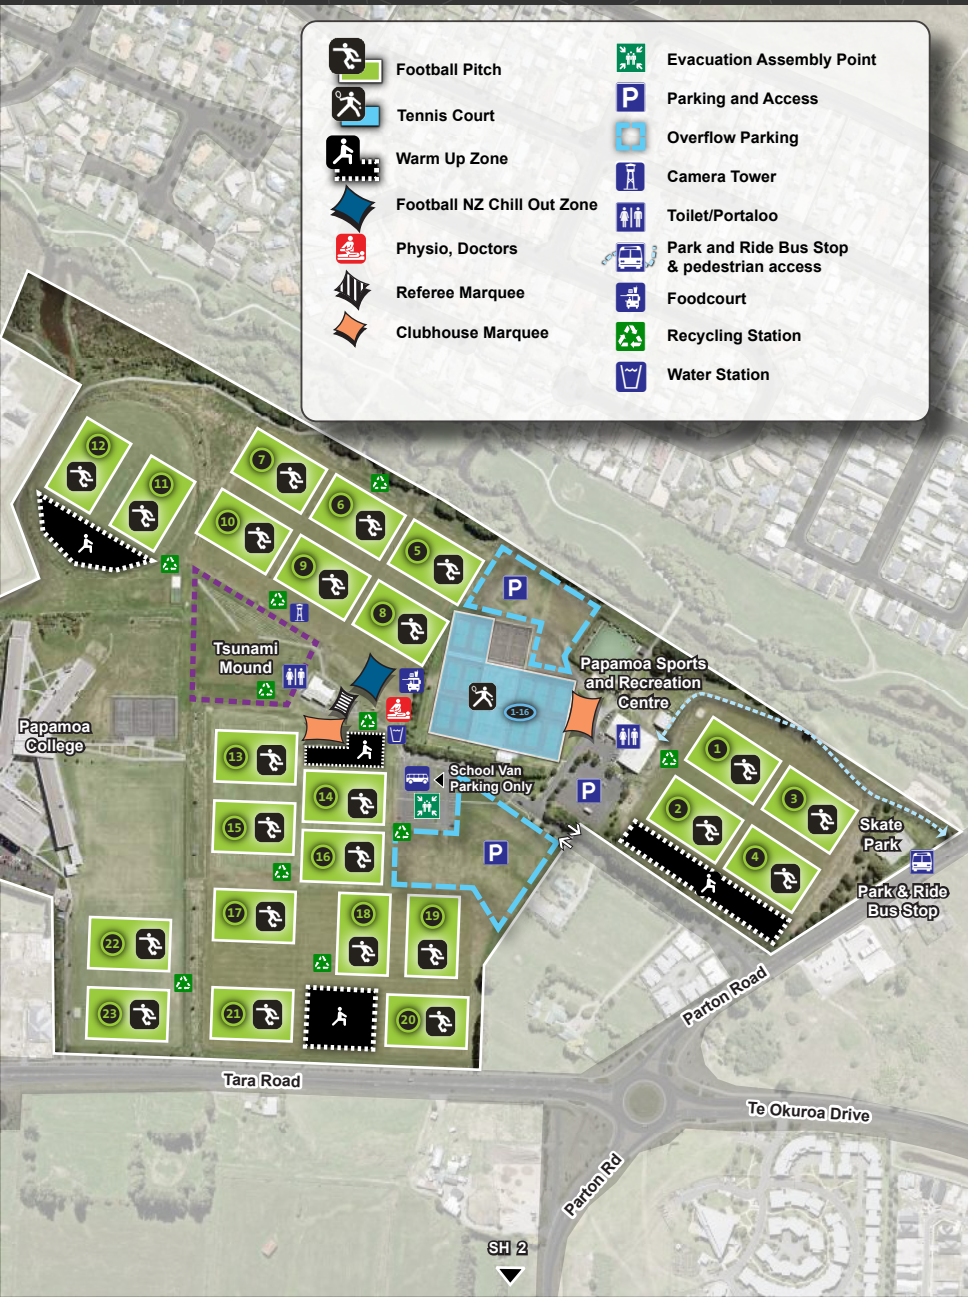 Football Pitch
Tennis Court
Warm Up Zone
Football NZ Chill Out Zone
Physio, Doctors
Referee Marquee
Clubhouse Marquee
Evacuation Assembly Point
P
Parking and Access
Overflow Parking
Camera Tower
Toilet/Portaloo
Park and Ride Bus Stop
& pedestrian access
Foodcourt
Recycling Station
Water Station
12
11
7
10
6
9
5
8
P
Tsunami
Mound
Papamoa Sports
and Recreation
Centre
1-16
Papamoa
College
13
14
15
16
School Van
Parking Only
P
P
1
2
3
4
Skate
Park
Park & Ride
Bus Stop
17
18
19
22
23
21
20
Parton Road
Tara Road
Te Okuroa Drive
Parton Rd
SH 2